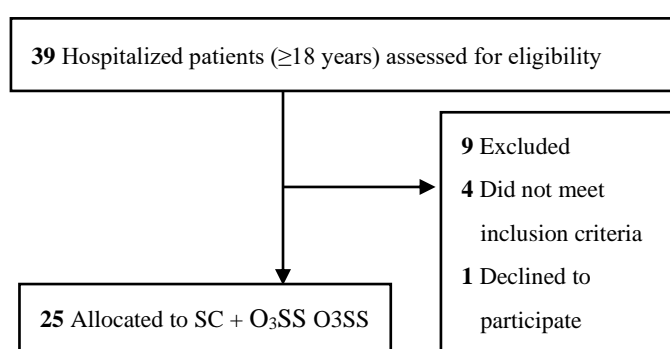 39 Hospitalized patients (≥18 years) assessed for eligibility
9 Excluded
4 Did not meet
inclusion criteria
1 Declined to
participate
25 Allocated to SC + O₃SS O3SS